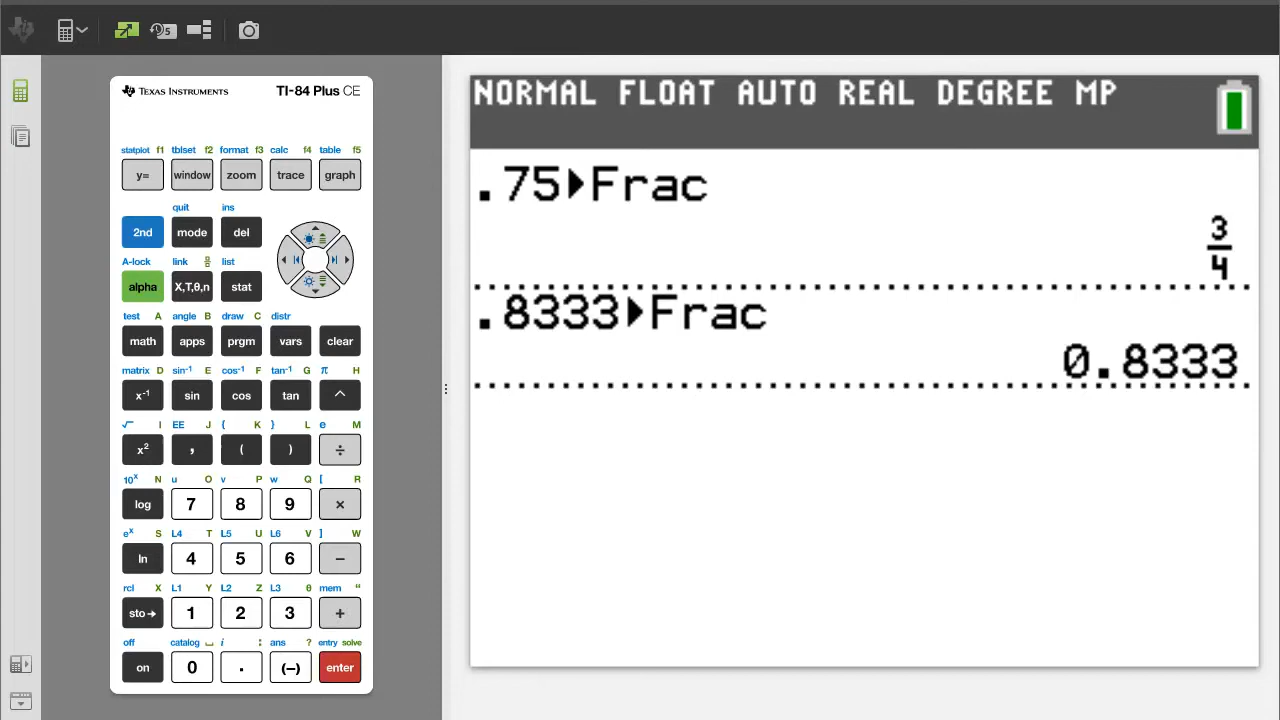 TEXAS INSTRUMENTS TI-84 Plus CE
NORMAL FLOAT AUTO REAL DEGREE MP
.75▶Frac
3
4
.8333▶Frac
0.8333
statplot f1 tblset f2 format f3 calc f4 table f5
y= window zoom trace graph
quit ins
2nd mode del
A-lock link list
alpha X,T,θ,n stat
test A angle B draw C distr
math apps prgm vars clear
matrix D sin⁻¹ E cos⁻¹ F tan⁻¹ G π H
x⁻¹ sin cos tan ^
√ I EE J { K } L e M
x² , ( ) ÷
10ˣ N u O v P w Q [ R
log 7 8 9 ×
eˣ S L4 T L5 U L6 V ] W
ln 4 5 6 −
rcl X L1 Y L2 Z L3 θ mem “
sto→ 1 2 3 +
off catalog ⎵ i : ans ? entry solve
on 0 . (−) enter